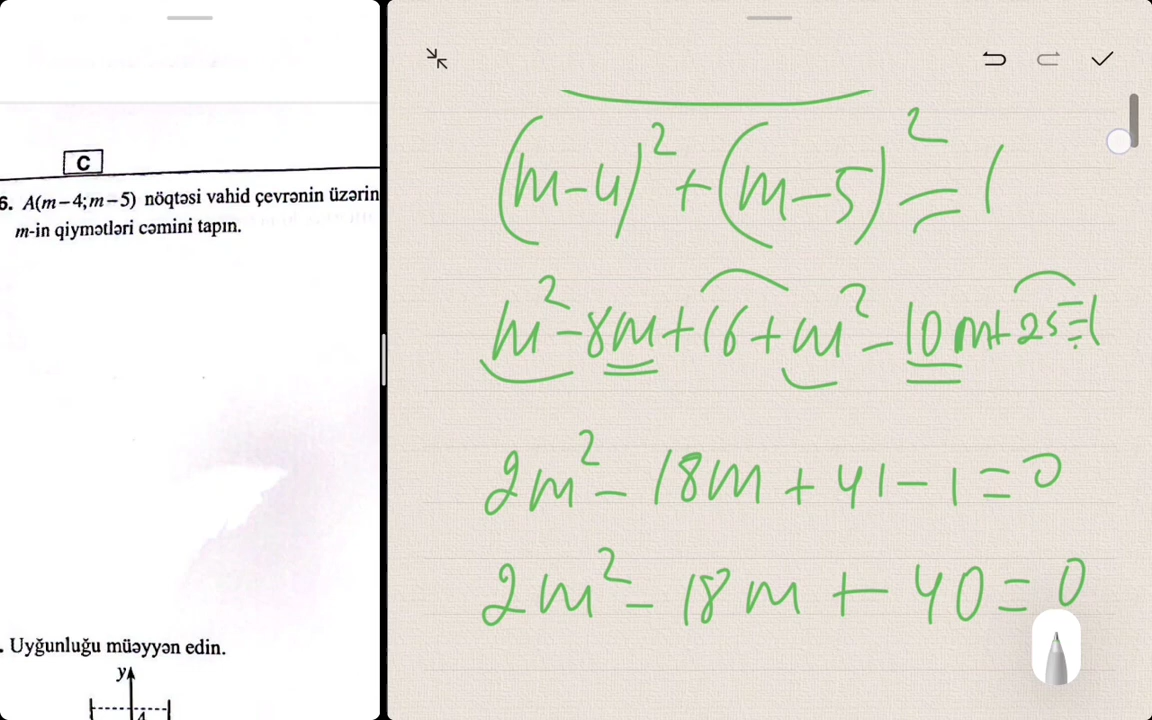 C
6. A(m−4;m−5) nöqtəsi vahid çevrənin üzərin
m-in qiymətləri cəmini tapın.
. Uyğunluğu müəyyən edin.
y
(m-4)² + (m-5)² = 1
m² - 8m + 16 + m² - 10m + 25 = 1
2m² - 18m + 41 - 1 = 0
2m² - 18m + 40 = 0